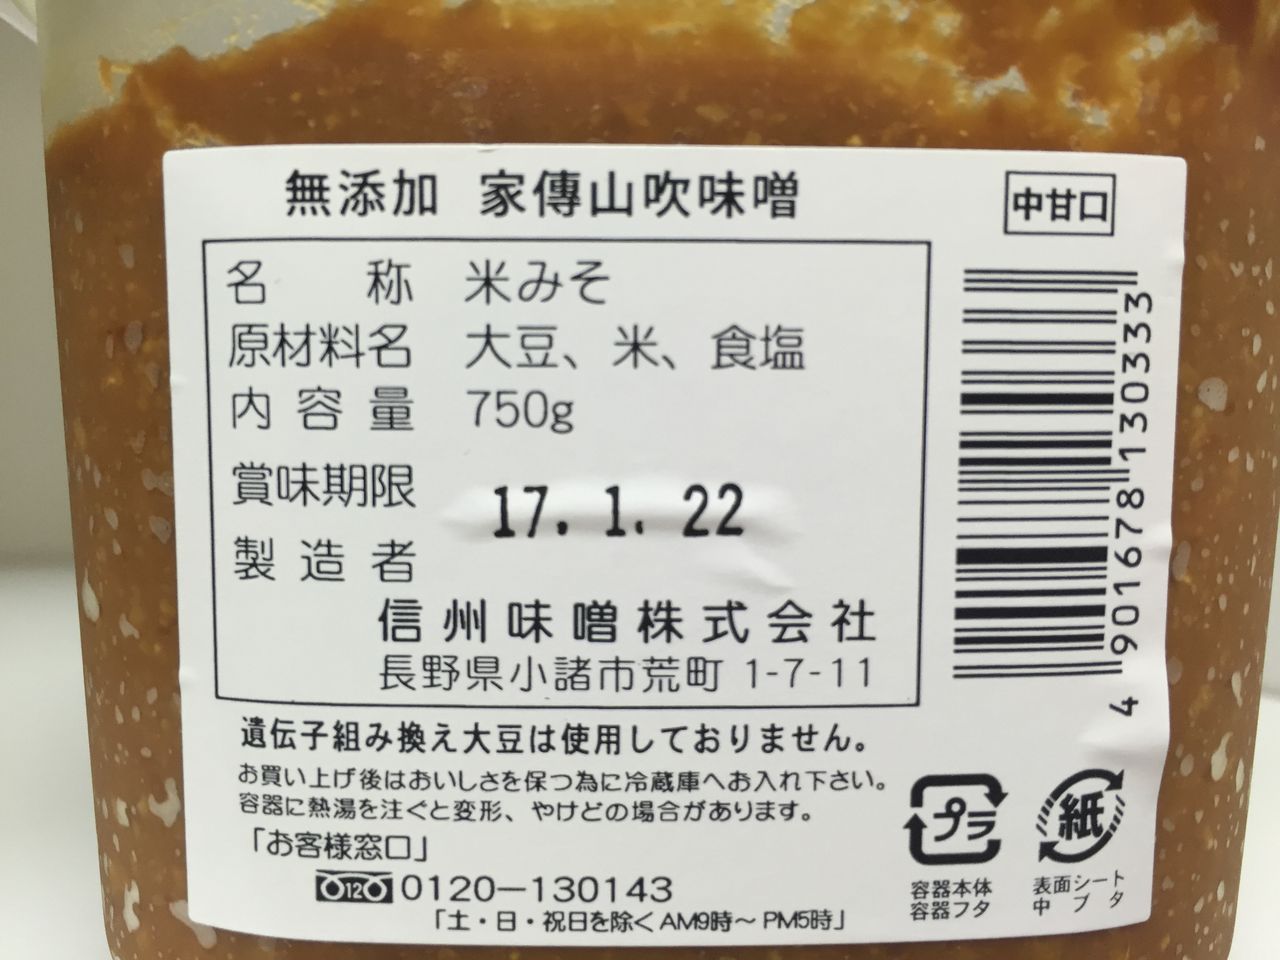 無添加 家傳山吹味噌
中甘口
名称 米みそ
原材料名 大豆、米、食塩
内容量 750g
賞味期限 17. 1. 22
製造者
信州味噌株式会社
長野県小諸市荒町 1-7-11
遺伝子組み換え大豆は使用しておりません。
お買い上げ後はおいしさを保つ為に冷蔵庫へお入れ下さい。
容器に熱湯を注ぐと変形、やけどの場合があります。
「お客様窓口」
0120 0120－130143
「土・日・祝日を除くAM9時～PM5時」
4 901678 130333
プラ
容器本体
容器フタ
紙
表面シート
中ブタ